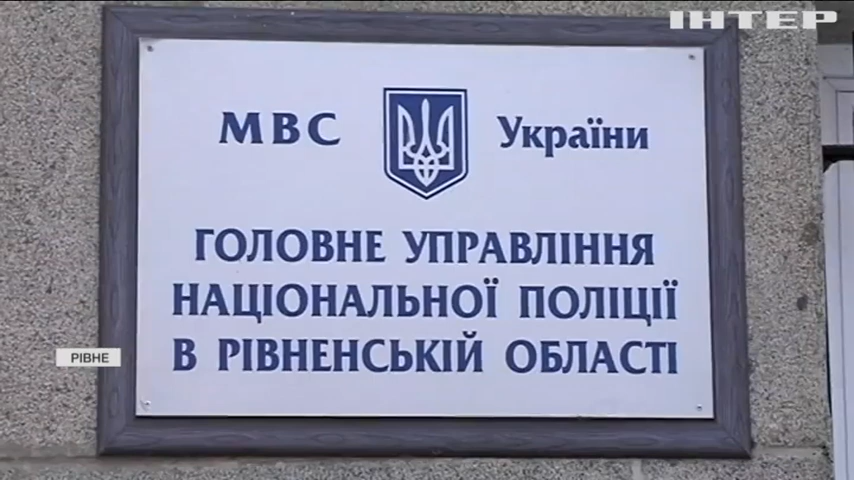 ІНТЕР
МВС України
ГОЛОВНЕ УПРАВЛІННЯ
НАЦІОНАЛЬНОЇ ПОЛІЦІЇ
В РІВНЕНСЬКІЙ ОБЛАСТІ
РІВНЕ